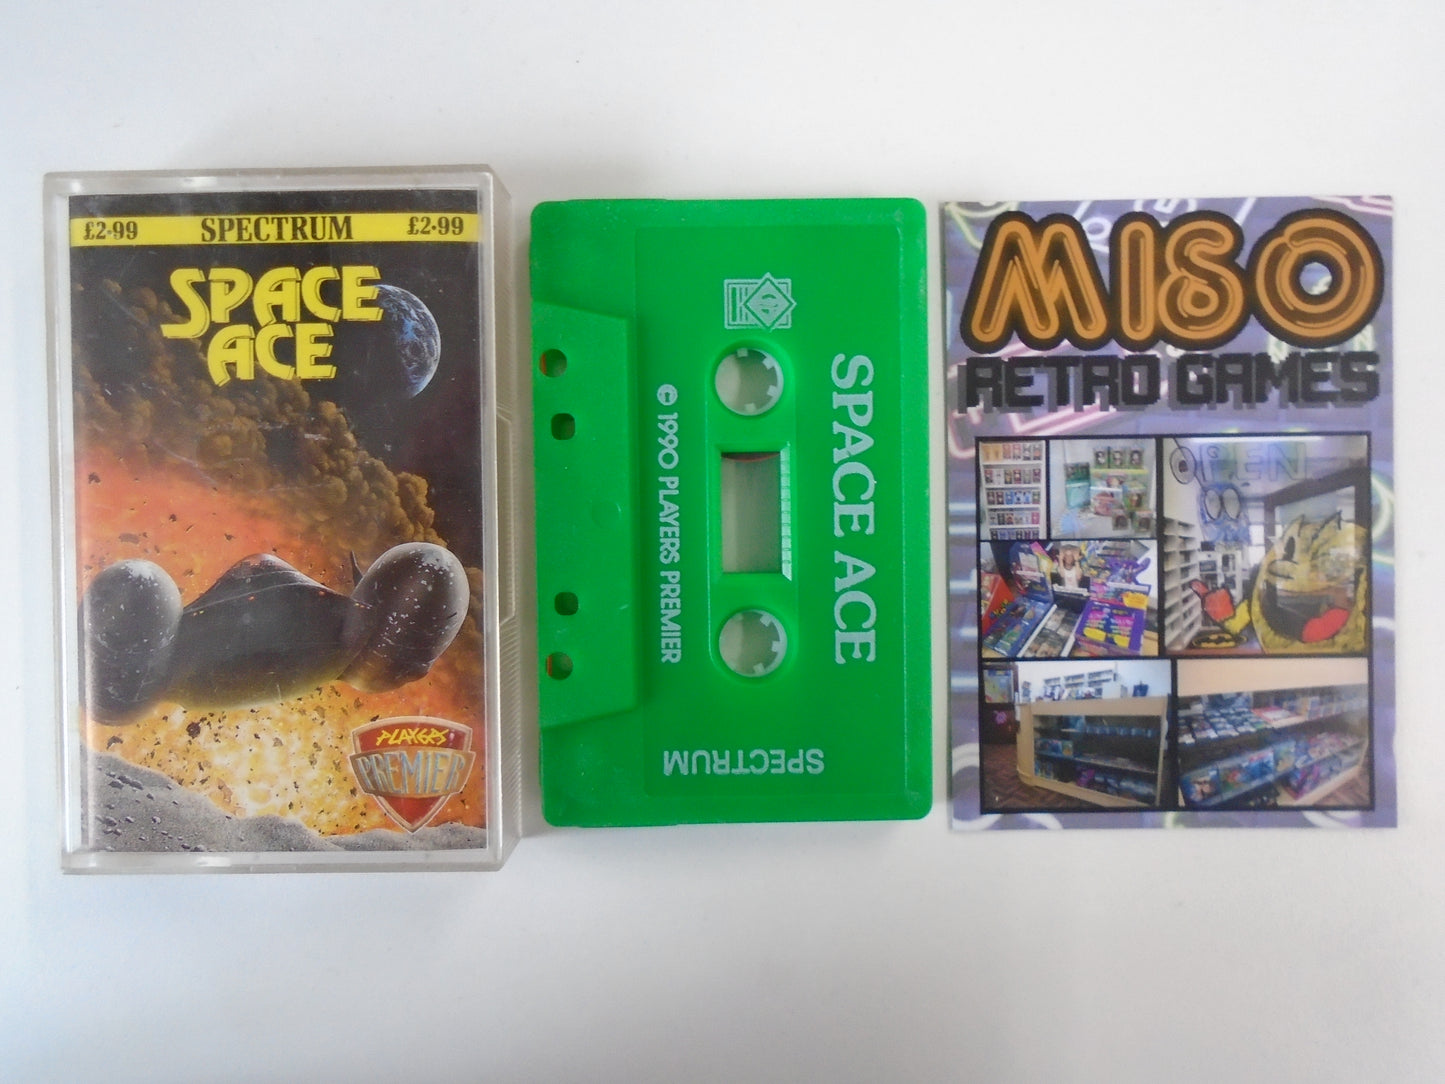 £2·99 SPECTRUM £2·99
SPACE
ACE
PLAYERS
PREMIER
SPACE ACE
© 1990 PLAYERS PREMIER
SPECTRUM
MISO
RETRO GAMES
OPEN